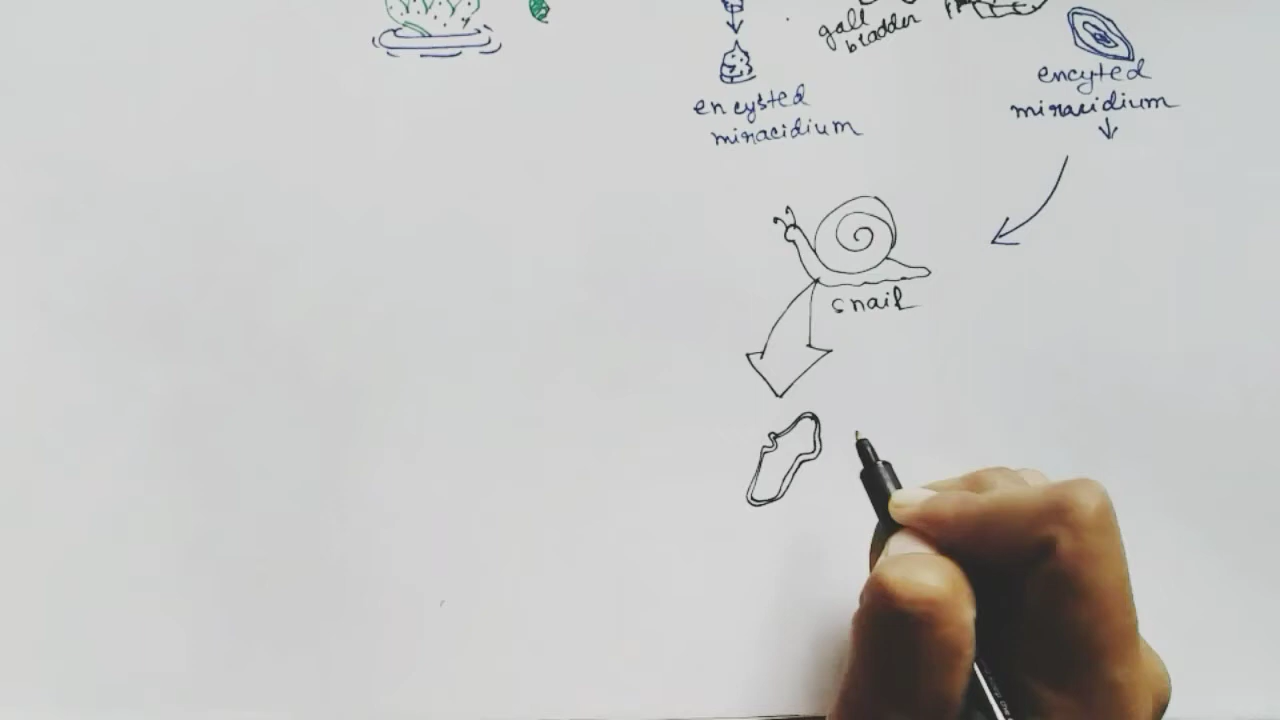 gall
bladder
encysted
miracidium
encyted
miracidium
snail